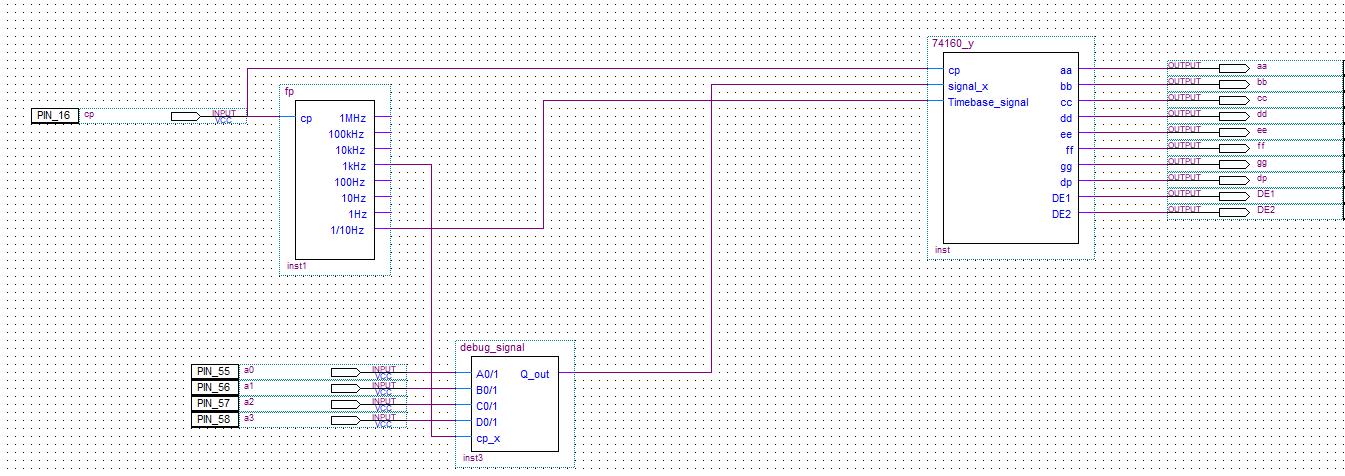 74160_y
cp aa OUTPUT aa
signal_x bb OUTPUT bb
Timebase_signal cc OUTPUT cc
dd OUTPUT dd
ee OUTPUT ee
ff OUTPUT ff
gg OUTPUT gg
dp OUTPUT dp
DE1 OUTPUT DE1
DE2 OUTPUT DE2
inst
PIN_16 cp INPUT
VCC
fp
cp 1MHz
100kHz
10kHz
1kHz
100Hz
10Hz
1Hz
1/10Hz
inst1
debug_signal
PIN_55 a0 INPUT
VCC
A0/1 Q_out
PIN_56 a1 INPUT
VCC
B0/1
PIN_57 a2 INPUT
VCC
C0/1
PIN_58 a3 INPUT
VCC
D0/1
cp_x
inst3